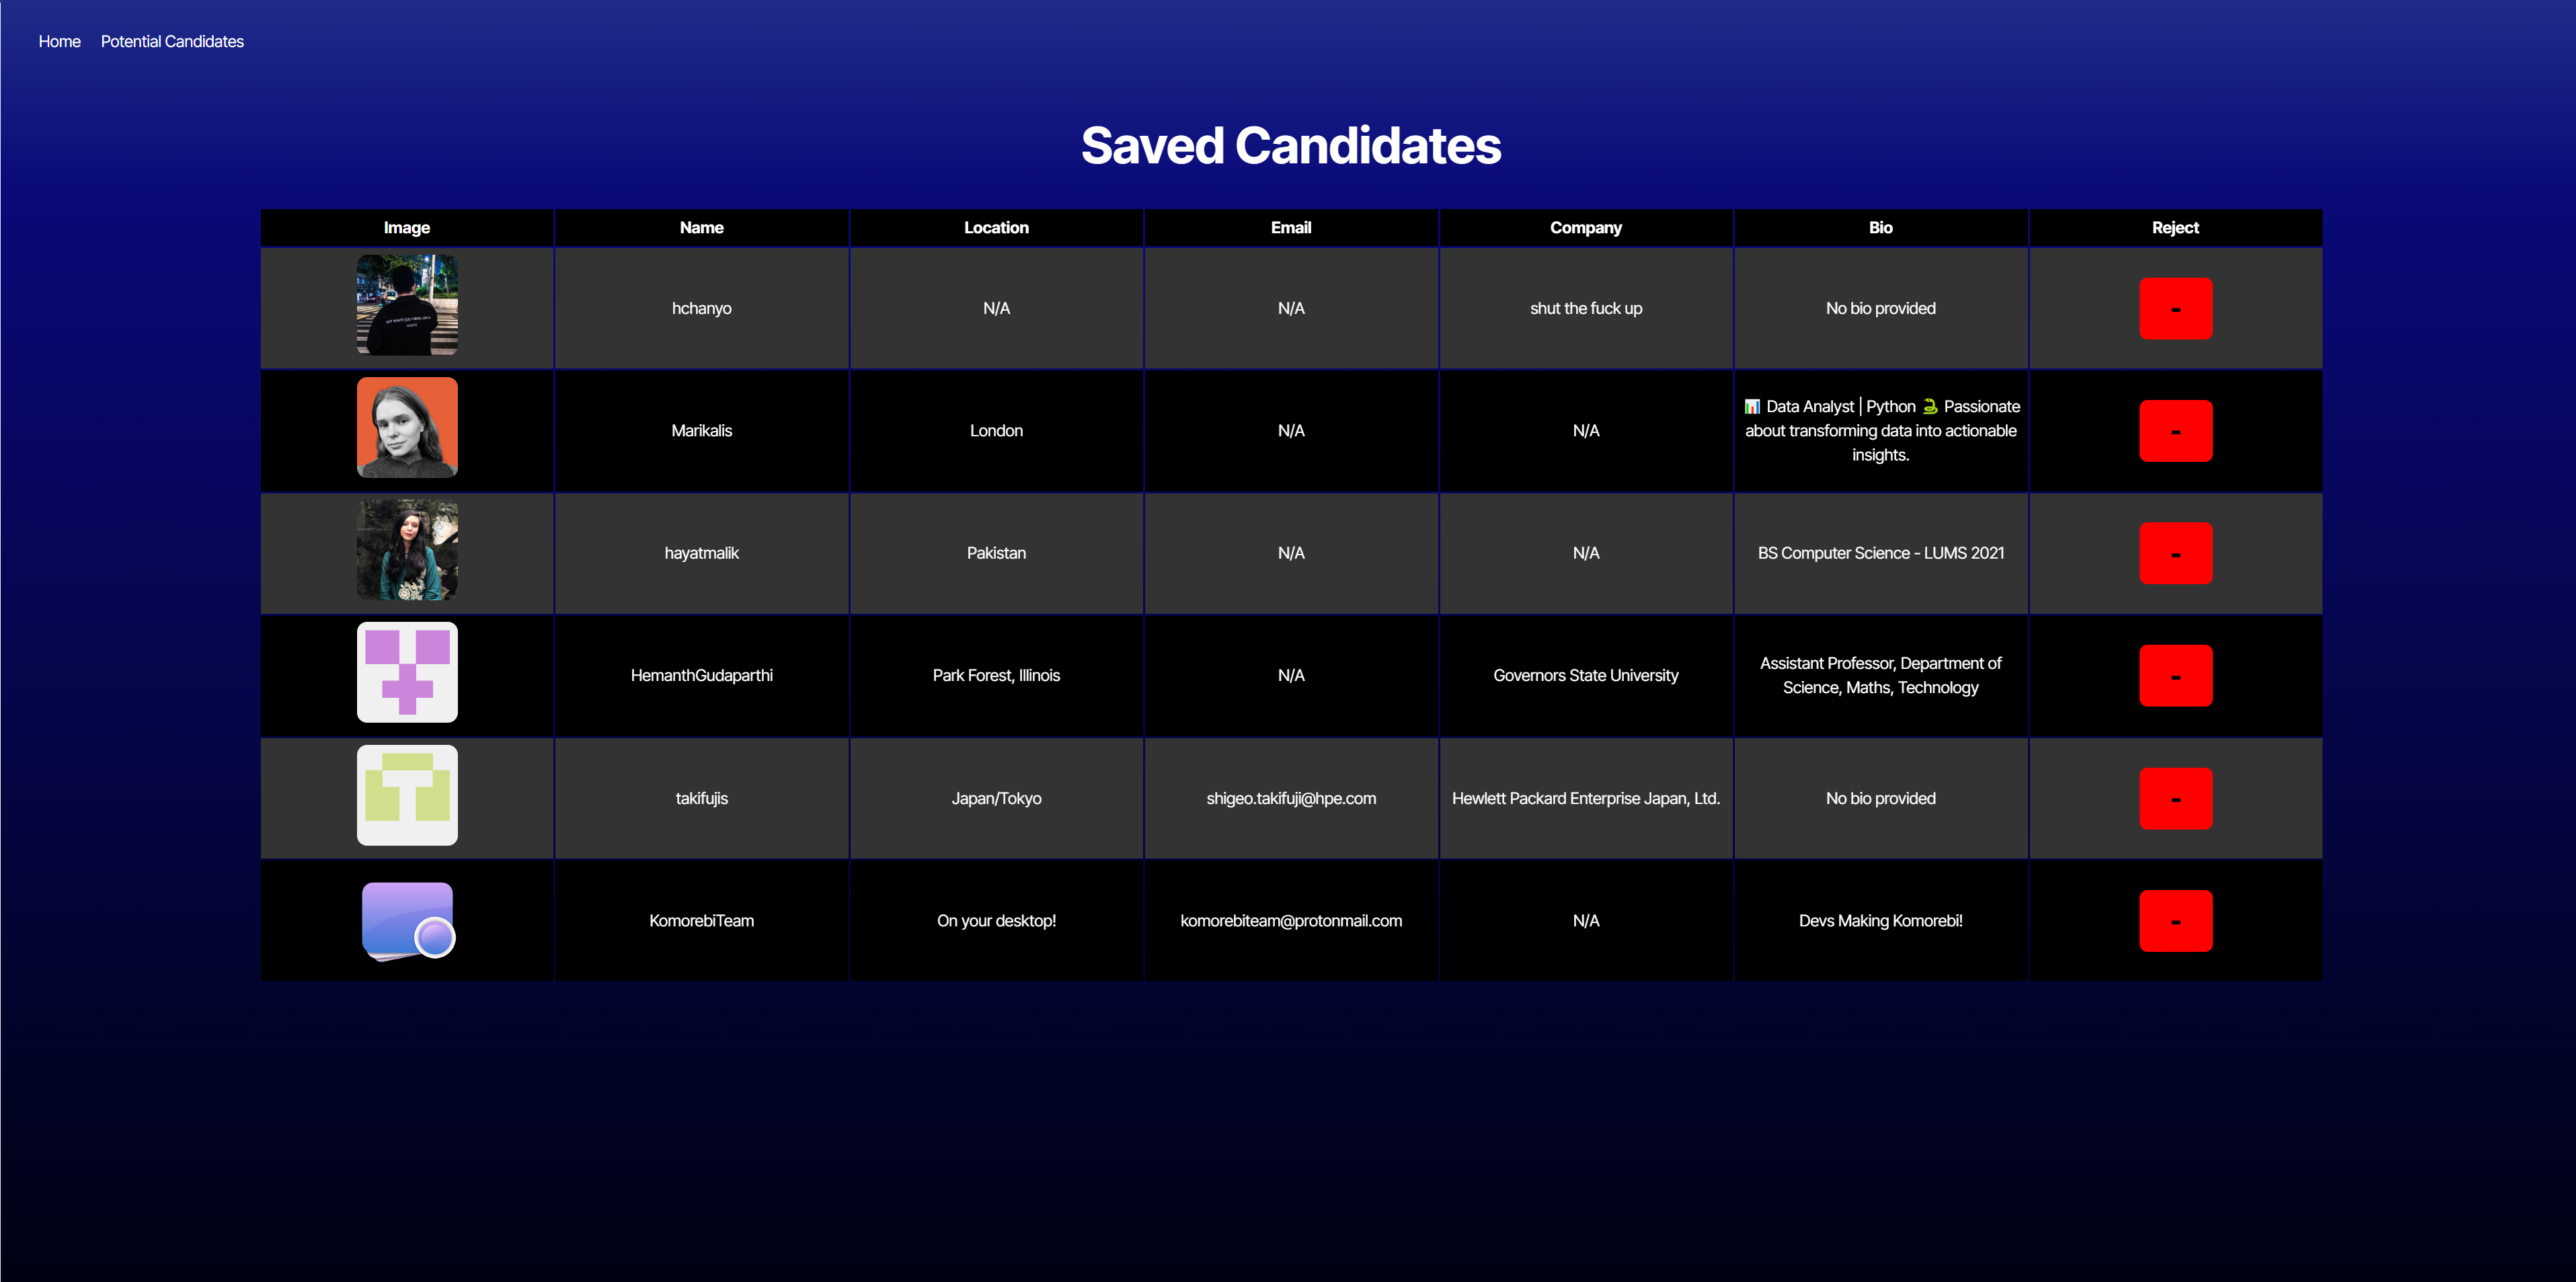 Home Potential Candidates
Saved Candidates
Image Name Location Email Company Bio Reject
hchanyo N/A N/A shut the fuck up No bio provided -
Marikalis London N/A N/A 📊 Data Analyst | Python 🐍 Passionate
about transforming data into actionable
insights. -
hayatmalik Pakistan N/A N/A BS Computer Science - LUMS 2021 -
HemanthGudaparthi Park Forest, Illinois N/A Governors State University Assistant Professor, Department of
Science, Maths, Technology -
takifujis Japan/Tokyo shigeo.takifuji@hpe.com Hewlett Packard Enterprise Japan, Ltd. No bio provided -
KomorebiTeam On your desktop! komorebiteam@protonmail.com N/A Devs Making Komorebi! -